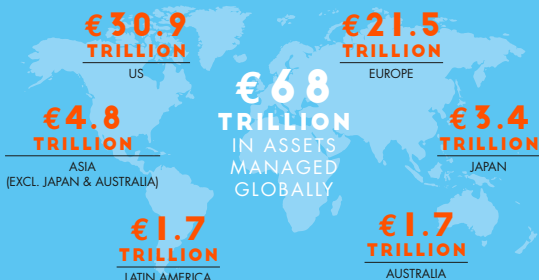 €30.9
TRILLION
US
€21.5
TRILLION
EUROPE
€68
TRILLION
IN ASSETS
MANAGED
GLOBALLY
€4.8
TRILLION
ASIA
(EXCL. JAPAN & AUSTRALIA)
€3.4
TRILLION
JAPAN
€1.7
TRILLION
LATIN AMERICA
€1.7
TRILLION
AUSTRALIA